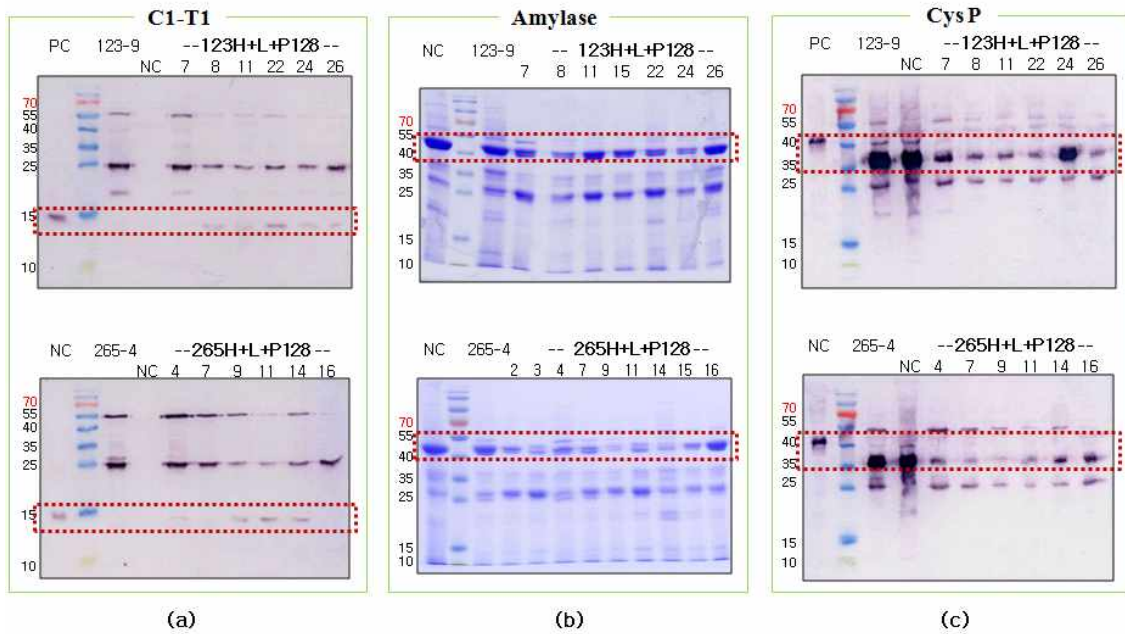 C1-T1
PC 123-9 --123H+L+P128 --
NC 7 8 11 22 24 26
70
55
40
35
25
15
10
NC 265-4 --265H+L+P128 --
NC 4 7 9 11 14 16
70
55
40
35
25
15
10
(a)
Amylase
NC 123-9 -- 123H+L+P128 --
7 8 11 15 22 24 26
70
55
40
35
25
15
10
NC 265-4 --265H+L+P128 --
2 3 4 7 9 11 14 15 16
70
55
40
35
25
15
10
(b)
Cys P
PC 123-9 --123H+L+P128 --
NC 7 8 11 22 24 26
70
55
40
35
25
15
10
NC 265-4 --265H+L+P128 --
NC 4 7 9 11 14 16
70
55
40
35
25
15
10
(c)